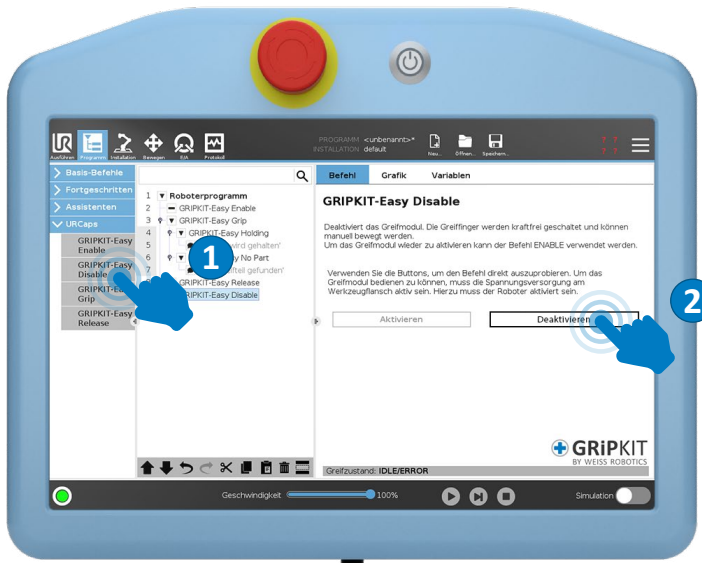 PROGRAMM <unbenannt>*
INSTALLATION default
Ausführen Programm Installation Bewegen E/A Protokoll
Neu... Öffnen... Speichern...
Basis-Befehle
Fortgeschritten
Assistenten
URCaps
GRIPKIT-Easy
Enable
GRIPKIT-Easy
Disable
GRIPKIT-Easy
Grip
GRIPKIT-Easy
Release
1 Roboterprogramm
2 GRIPKIT-Easy Enable
3 GRIPKIT-Easy Grip
4 GRIPKIT-Easy Holding
5 wird gehalten'
6 y No Part
7 gefunden'
GRIPKIT-Easy Release
GRIPKIT-Easy Disable
1
Befehl Grafik Variablen
GRIPKIT-Easy Disable
Deaktiviert das Greifmodul. Die Greiffinger werden kraftfrei geschaltet und können
manuell bewegt werden.
Um das Greifmodul wieder zu aktivieren kann der Befehl ENABLE verwendet werden.
Verwenden Sie die Buttons, um den Befehl direkt auszuprobieren. Um das
Greifmodul bedienen zu können, muss die Spannungsversorgung am
Werkzeugflansch aktiv sein. Hierzu muss der Roboter aktiviert sein.
Aktivieren Deaktivieren
2
GRiPKIT
BY WEISS ROBOTICS
Greifzustand: IDLE/ERROR
Geschwindigkeit 100% Simulation